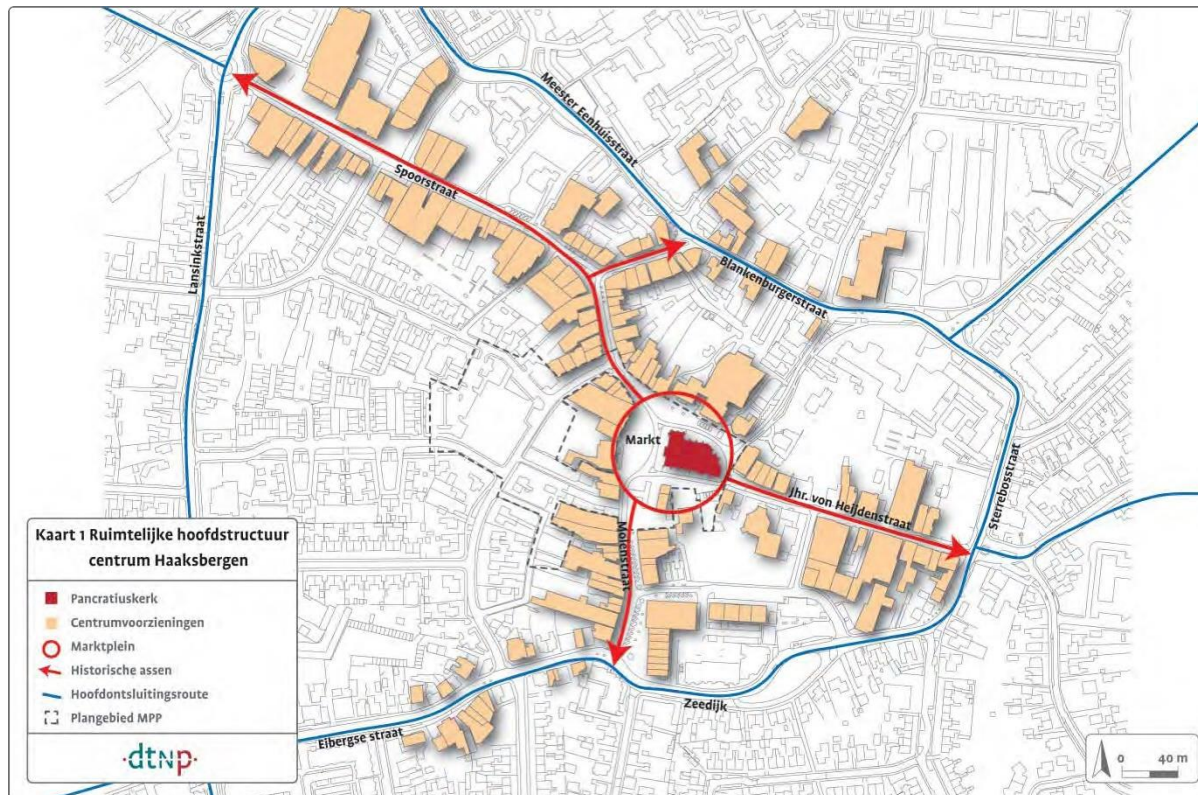 Meester Eenhuisstraat
Spoorstraat
Lansinkstraat
Blankenburgerstraat
Markt
Jhr. von Heijdenstraat
Sterrebosstraat
Molenstraat
Zeedijk
Eibergse straat
Kaart 1 Ruimtelijke hoofdstructuur
centrum Haaksbergen
Pancratiuskerk
Centrumvoorzieningen
Marktplein
Historische assen
Hoofdontsluitingsroute
Plangebied MPP
dtNp
0 40 m